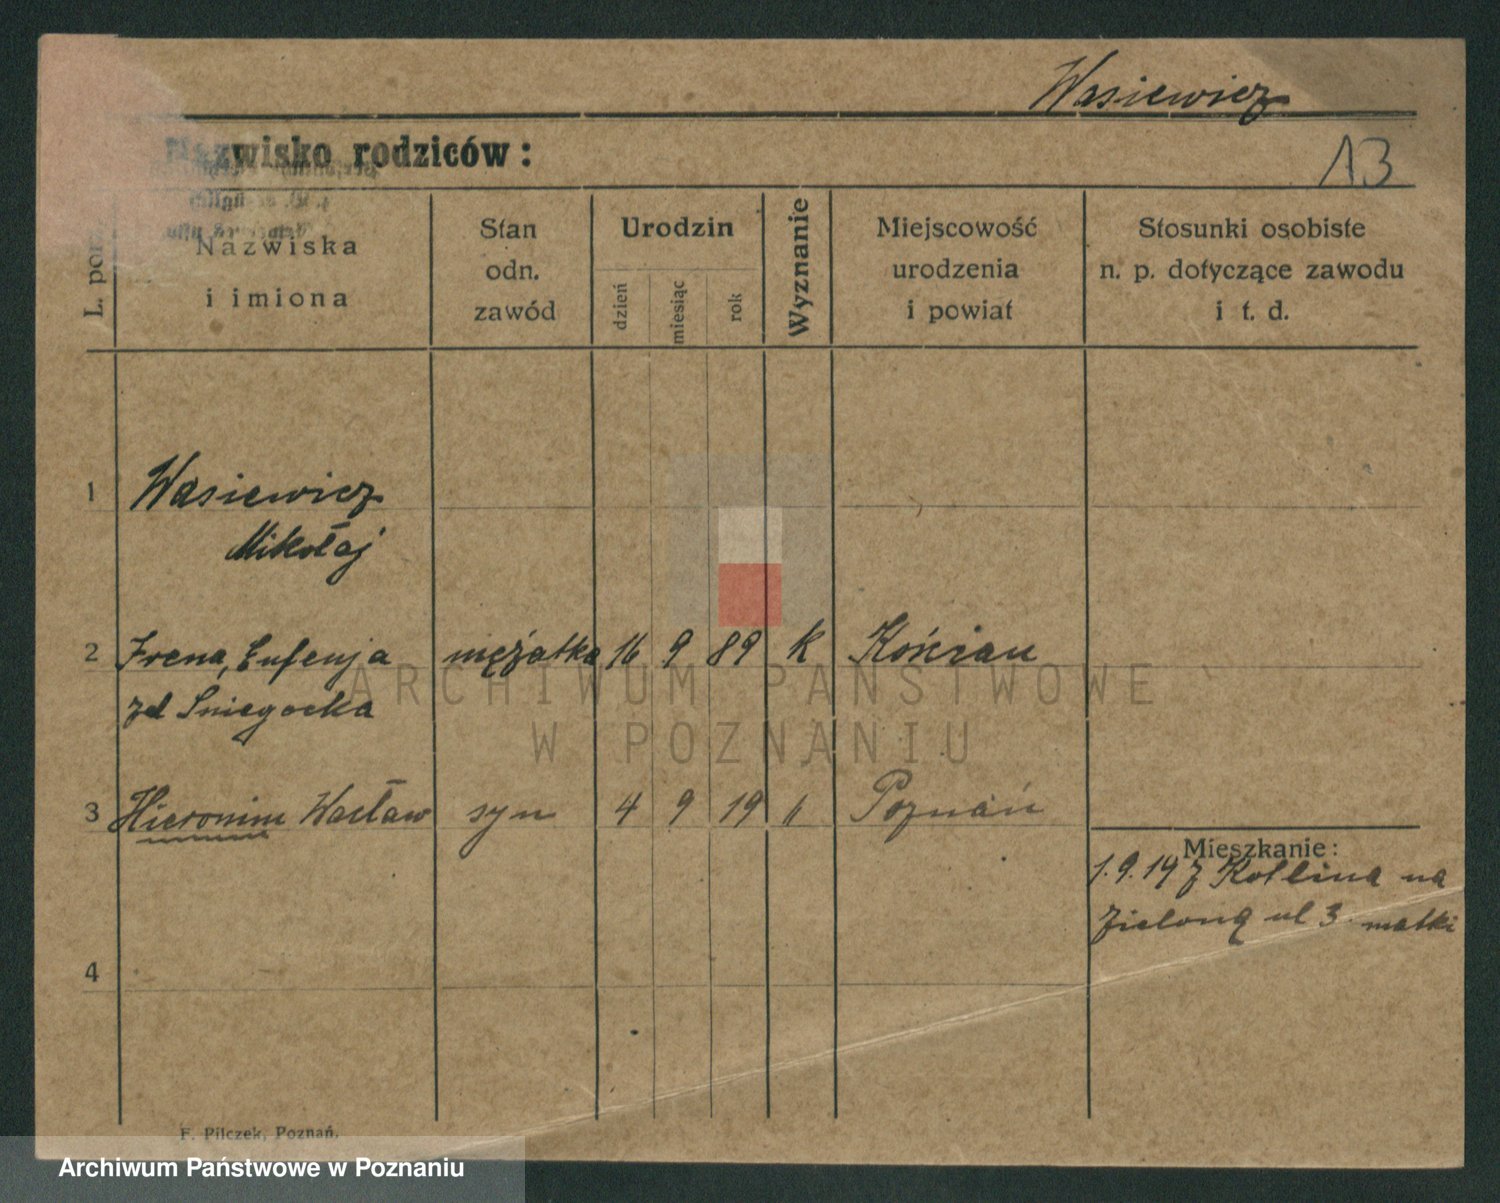 Wasiewicz
Nazwisko rodziców:
13
L. por.
Nazwiska
i imiona
Stan
odn.
zawód
Urodzin
dzień
miesiąc
rok
Wyznanie
Miejscowość
urodzenia
i powiat
Stosunki osobiste
n. p. dotyczące zawodu
i t. d.
1 Wasiewicz
Mikołaj
2 Irena, Eufenja mężatka 16 9 89 k Kościan
zd Sniegocka
3 Hieronim Wacław syn 4 9 19 " Poznań
Mieszkanie:
1.9.19 z Kotlina na
Zieloną ul 3 matki
4
F. Pilczek, Poznań.
ARCHIWUM PAŃSTWOWE
W POZNANIU
Archiwum Państwowe w Poznaniu